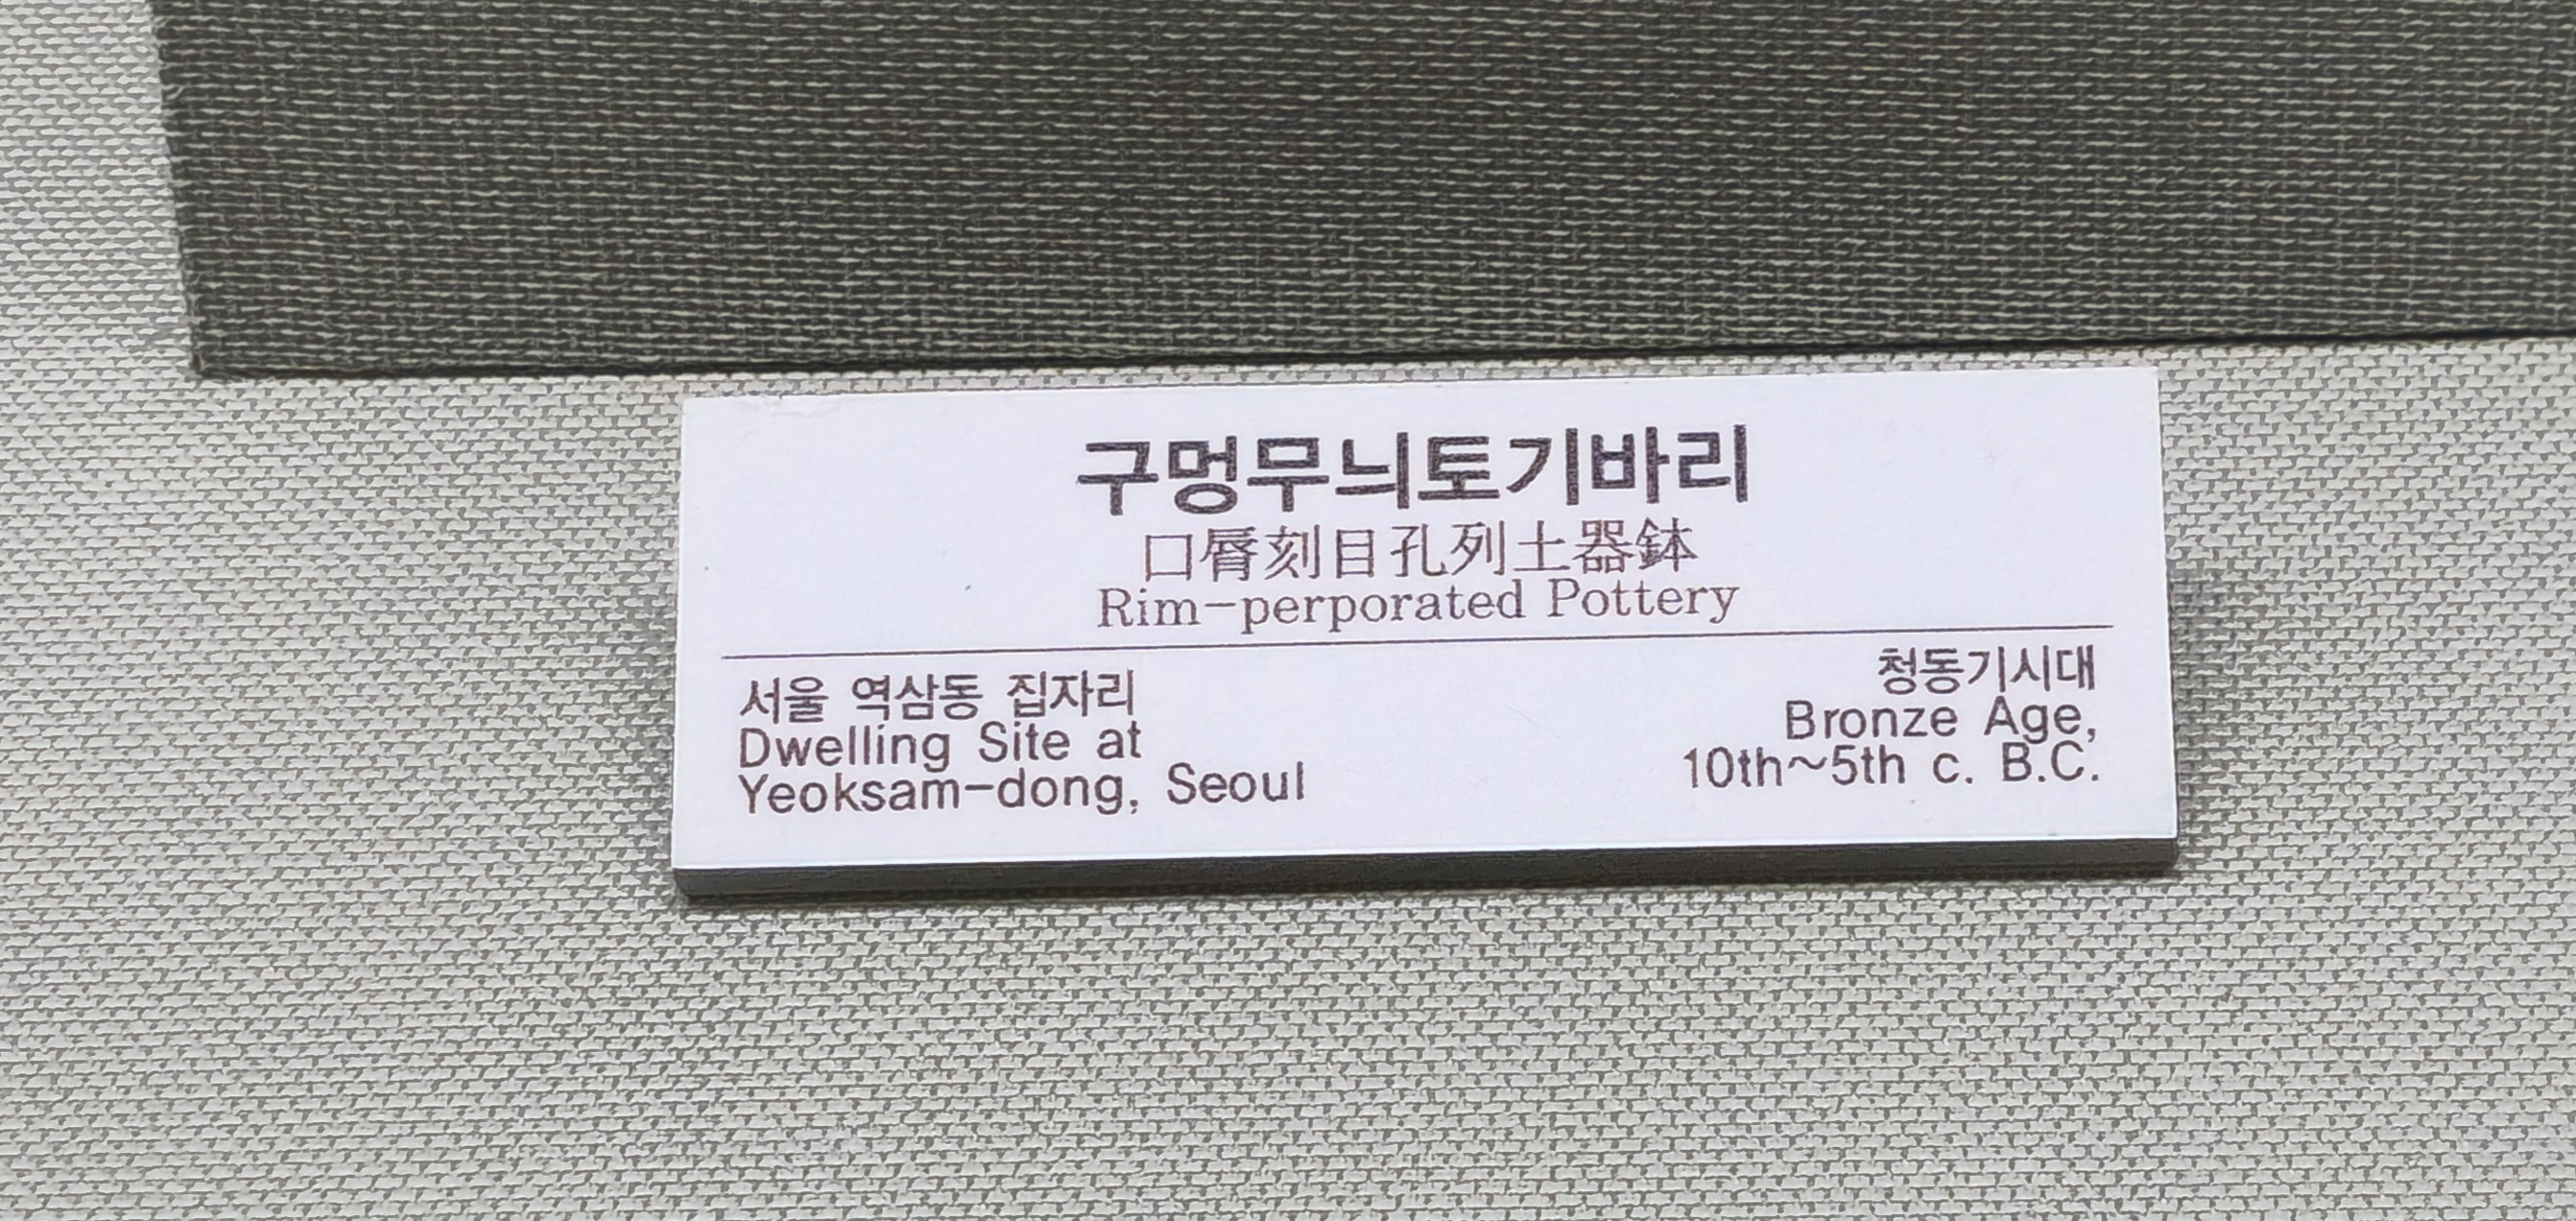 구멍무늬토기바리
口脣刻目孔列土器鉢
Rim-perporated Pottery
서울 역삼동 집자리
Dwelling Site at
Yeoksam-dong, Seoul
청동기시대
Bronze Age,
10th~5th c. B.C.